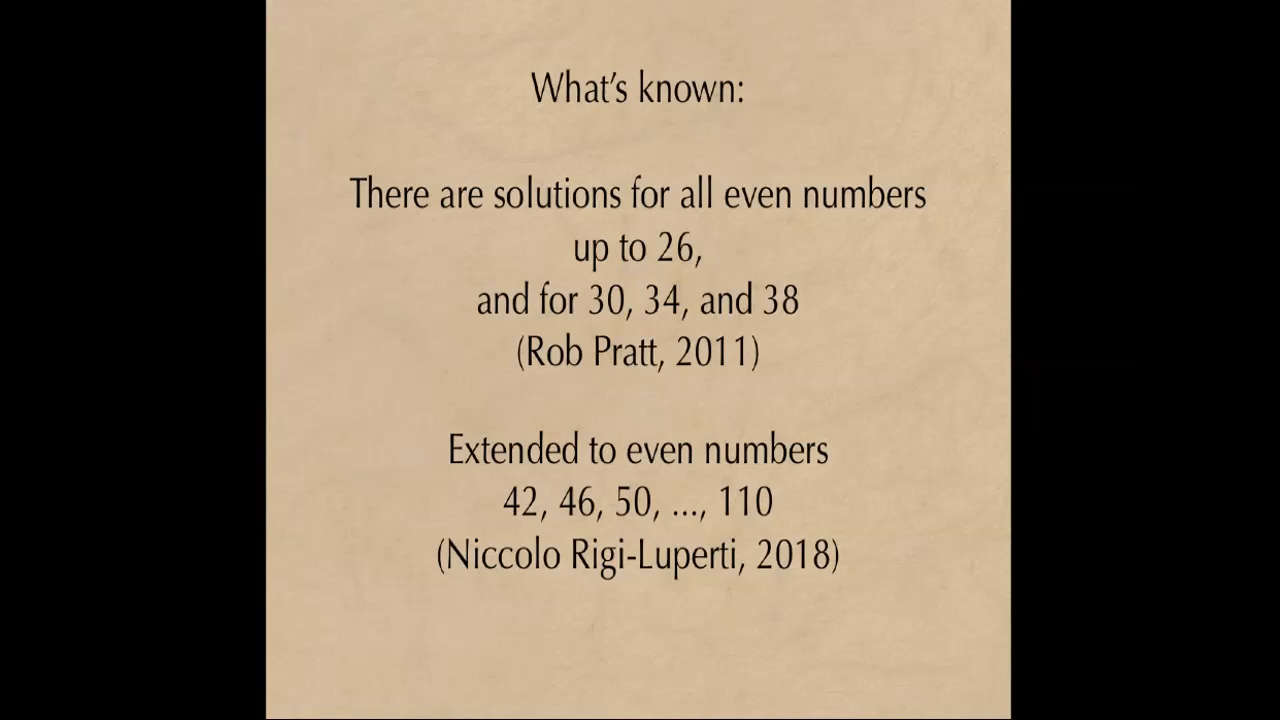 What's known:
There are solutions for all even numbers
up to 26,
and for 30, 34, and 38
(Rob Pratt, 2011)
Extended to even numbers
42, 46, 50, ..., 110
(Niccolo Rigi-Luperti, 2018)